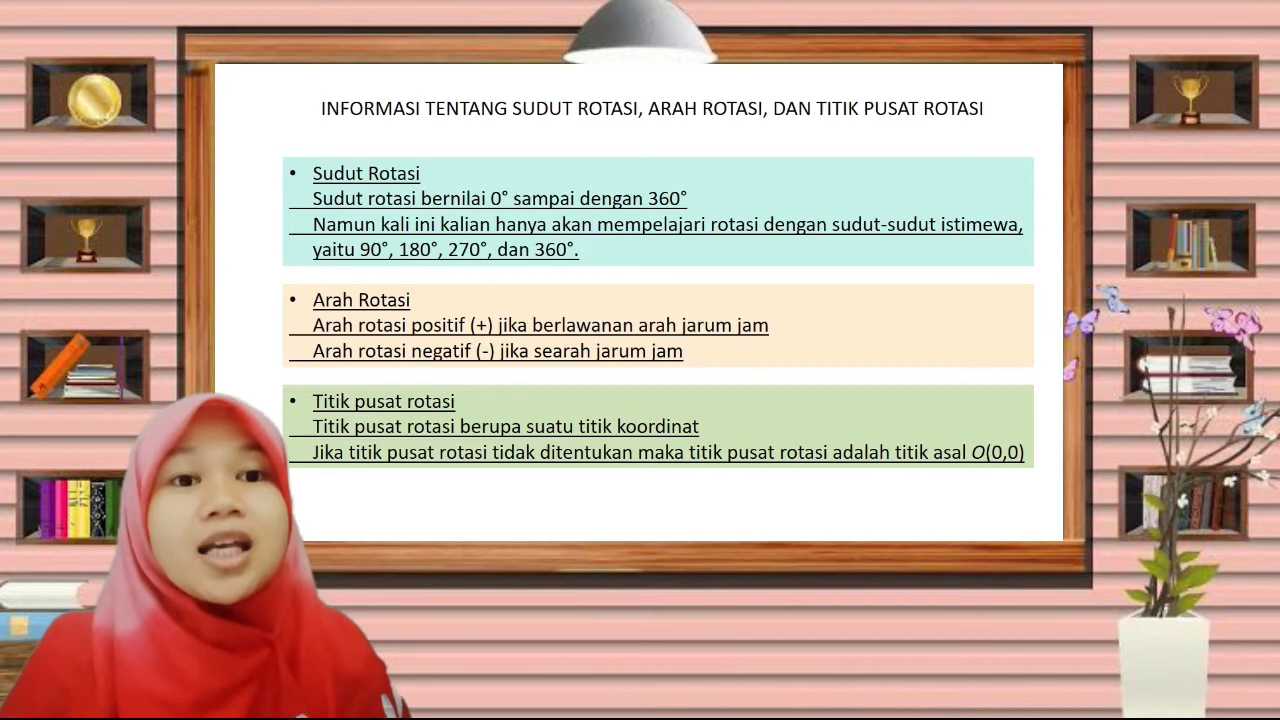 INFORMASI TENTANG SUDUT ROTASI, ARAH ROTASI, DAN TITIK PUSAT ROTASI
• Sudut Rotasi
Sudut rotasi bernilai 0° sampai dengan 360°
Namun kali ini kalian hanya akan mempelajari rotasi dengan sudut-sudut istimewa,
yaitu 90°, 180°, 270°, dan 360°.
• Arah Rotasi
Arah rotasi positif (+) jika berlawanan arah jarum jam
Arah rotasi negatif (-) jika searah jarum jam
• Titik pusat rotasi
Titik pusat rotasi berupa suatu titik koordinat
Jika titik pusat rotasi tidak ditentukan maka titik pusat rotasi adalah titik asal O(0,0)